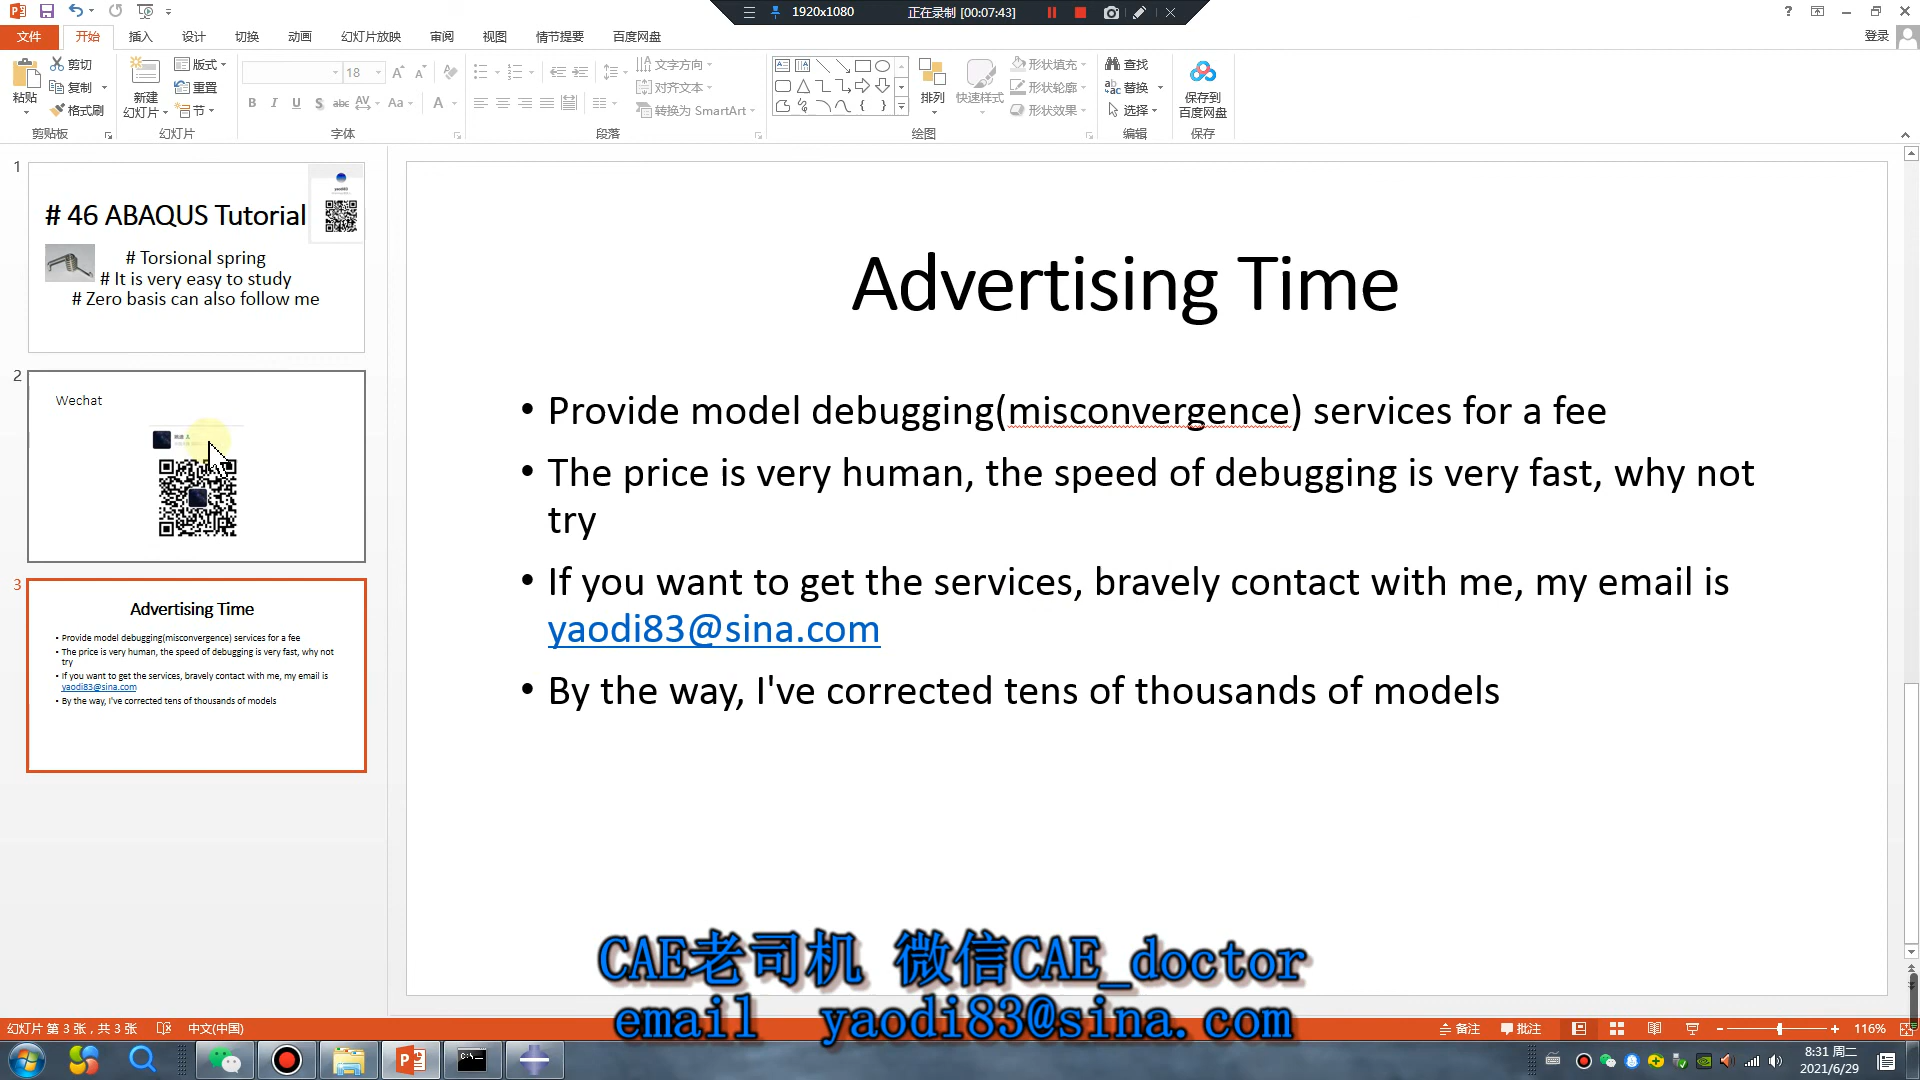 1920x1080
正在录制 [00:07:43]
文件
开始
插入
设计
切换
动画
幻灯片放映
审阅
视图
情节提要
百度网盘
登录
粘贴
剪切
复制
格式刷
剪贴板
新建
幻灯片
版式
重置
节
幻灯片
18
字体
段落
文字方向
对齐文本
转换为 SmartArt
排列
快速样式
形状填充
形状轮廓
形状效果
绘图
查找
替换
选择
编辑
保存到
百度网盘
保存
1
# 46 ABAQUS Tutorial
# Torsional spring
# It is very easy to study
# Zero basis can also follow me
yaodi83
2
Wechat
3
Advertising Time
• Provide model debugging(misconvergence) services for a fee
• The price is very human, the speed of debugging is very fast, why not
try
• If you want to get the services, bravely contact with me, my email is
yaodi83@sina.com
• By the way, I've corrected tens of thousands of models
Advertising Time
• Provide model debugging(misconvergence) services for a fee
• The price is very human, the speed of debugging is very fast, why not
try
• If you want to get the services, bravely contact with me, my email is
yaodi83@sina.com
• By the way, I've corrected tens of thousands of models
CAE老司机 微信CAE_doctor
email yaodi83@sina.com
幻灯片 第 3 张，共 3 张
中文(中国)
备注
批注
116%
8:31 周二
2021/6/29